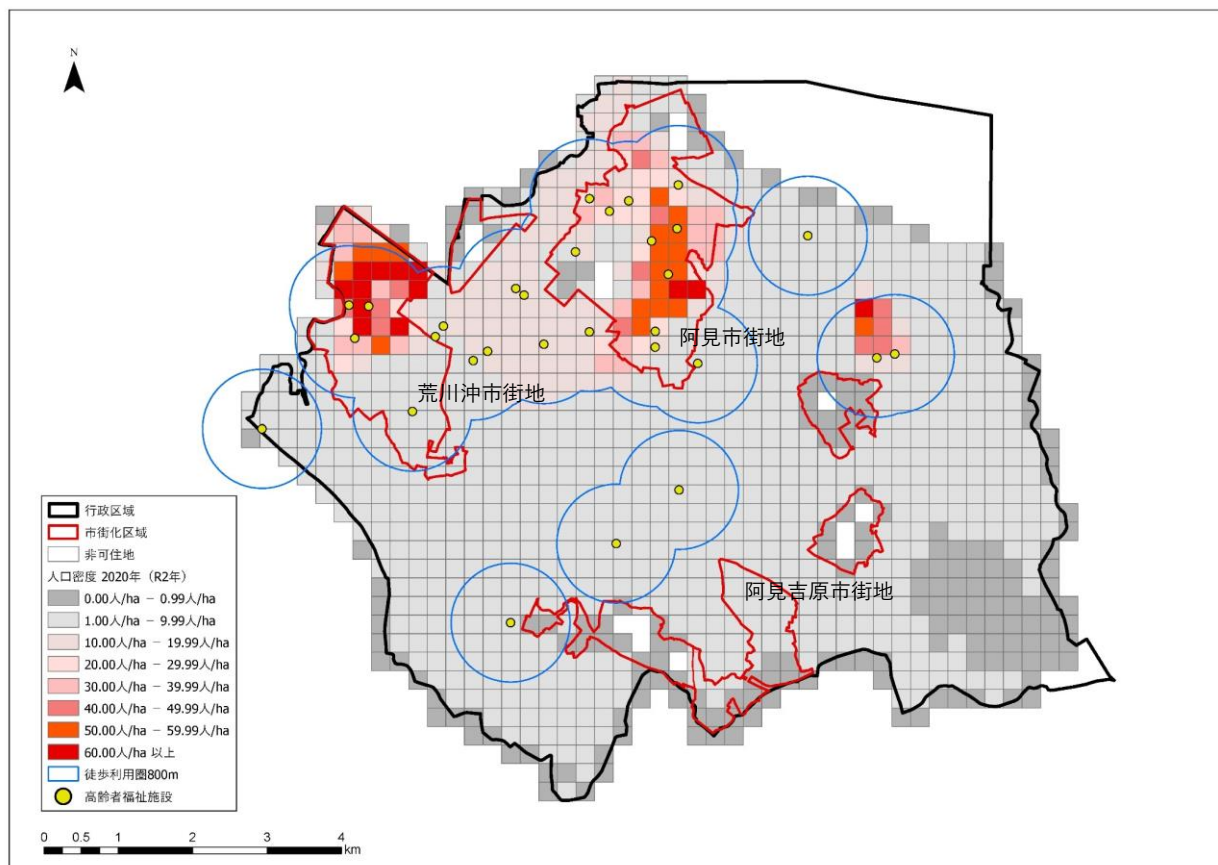 N
阿見市街地
荒川沖市街地
阿見吉原市街地
行政区域
市街化区域
非可住地
人口密度 2020年（R2年）
0.00人/ha － 0.99人/ha
1.00人/ha － 9.99人/ha
10.00人/ha － 19.99人/ha
20.00人/ha － 29.99人/ha
30.00人/ha － 39.99人/ha
40.00人/ha － 49.99人/ha
50.00人/ha － 59.99人/ha
60.00人/ha 以上
徒歩利用圏800m
高齢者福祉施設
0 0.5 1 2 3 4
km